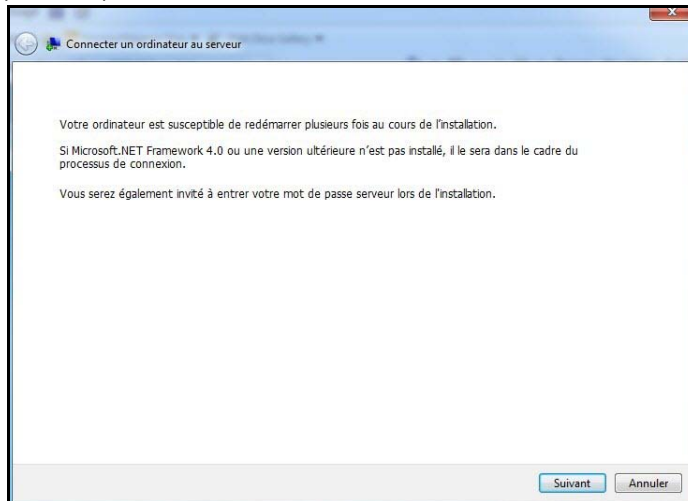 Connecter un ordinateur au serveur
Votre ordinateur est susceptible de redémarrer plusieurs fois au cours de l'installation.
Si Microsoft.NET Framework 4.0 ou une version ultérieure n'est pas installé, il le sera dans le cadre du
processus de connexion.
Vous serez également invité à entrer votre mot de passe serveur lors de l'installation.
Suivant Annuler